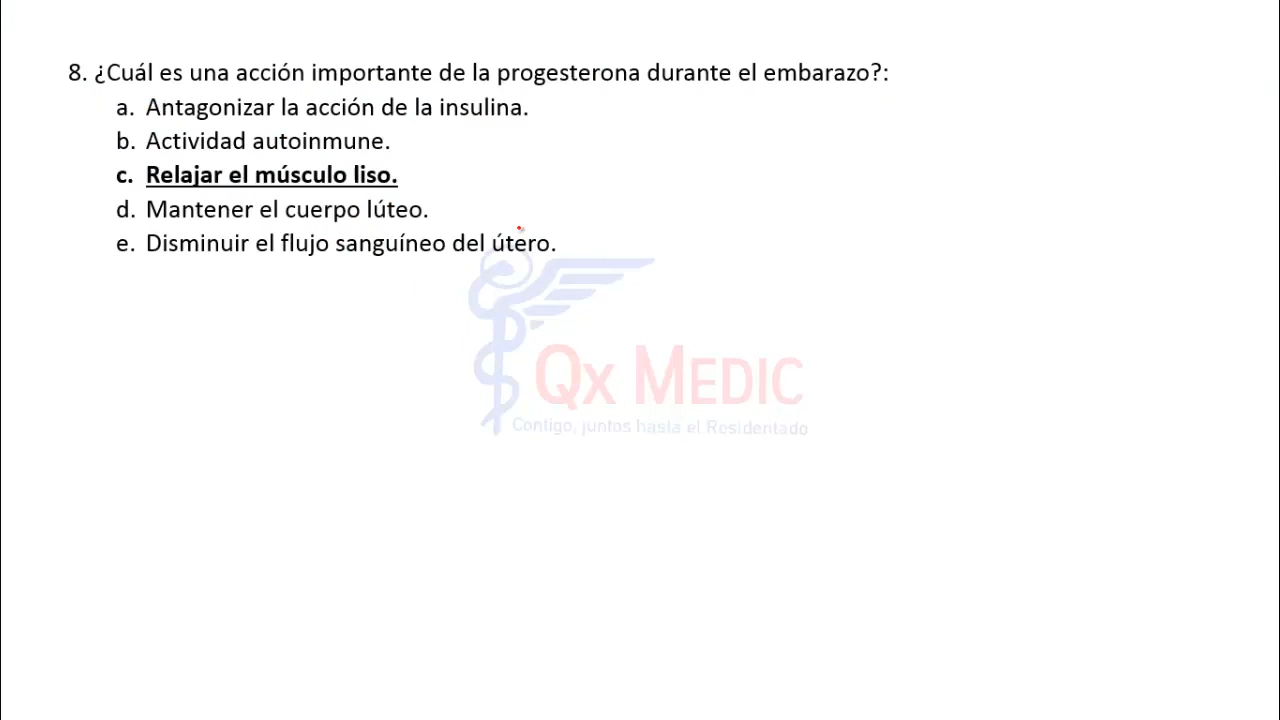 8. ¿Cuál es una acción importante de la progesterona durante el embarazo?:
a. Antagonizar la acción de la insulina.
b. Actividad autoinmune.
c. Relajar el músculo liso.
d. Mantener el cuerpo lúteo.
e. Disminuir el flujo sanguíneo del útero.
Qx MEDIC
Contigo, juntos hasta el Residentado